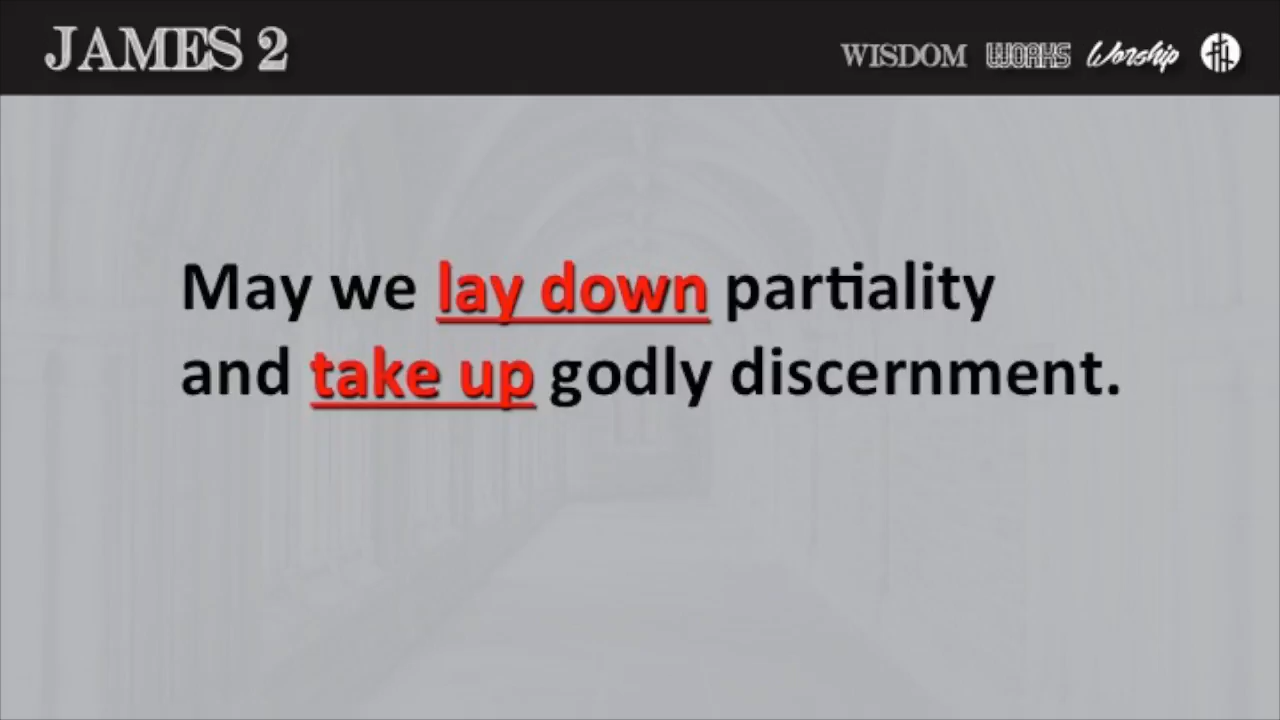 JAMES 2
WISDOM WORKS Worship
May we lay down partiality
and take up godly discernment.